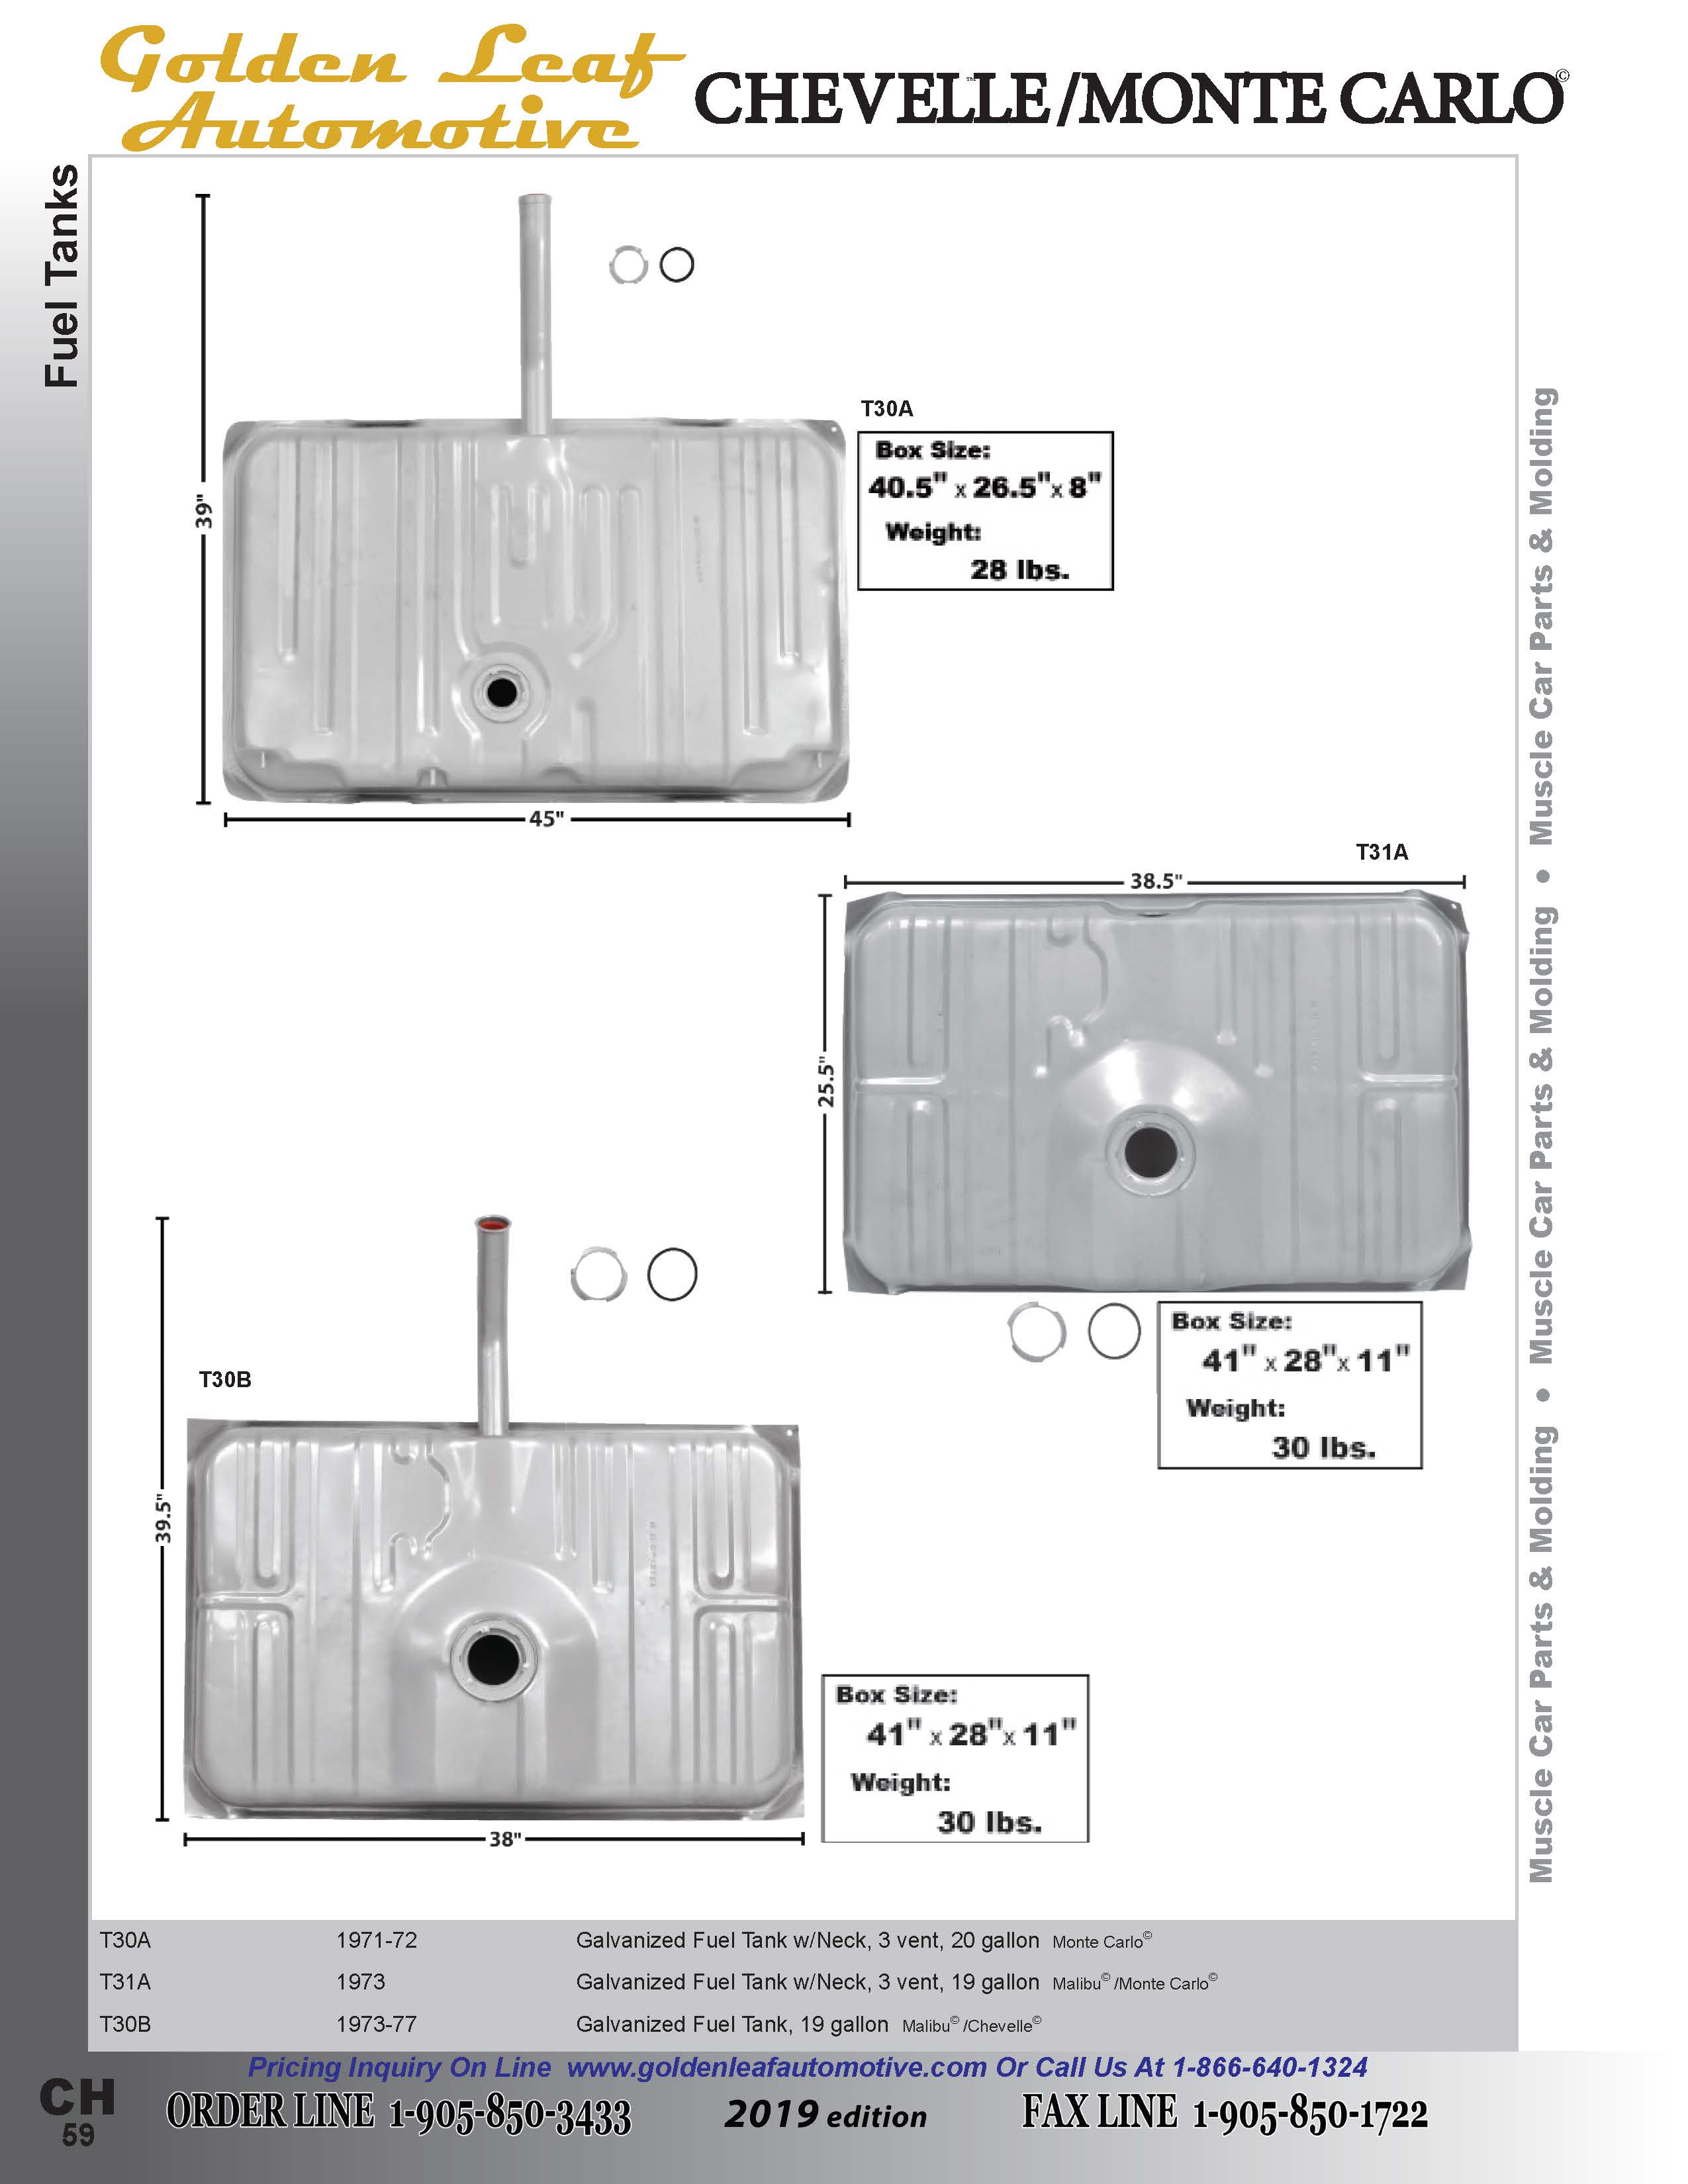 Golden Leaf
Automotive
CHEVELLE™/MONTE CARLO©
Fuel Tanks
39"
T30A
Box Size:
40.5" x 26.5"x 8"
Weight:
28 lbs.
45"
T31A
38.5"
25.5"
Box Size:
41" x 28"x 11"
Weight:
30 lbs.
T30B
39.5"
Box Size:
41" x 28"x 11"
Weight:
30 lbs.
38"
Muscle Car Parts & Molding • Muscle Car Parts & Molding • Muscle Car Parts & Molding
T30A 1971-72 Galvanized Fuel Tank w/Neck, 3 vent, 20 gallon Monte Carlo©
T31A 1973 Galvanized Fuel Tank w/Neck, 3 vent, 19 gallon Malibu© /Monte Carlo©
T30B 1973-77 Galvanized Fuel Tank, 19 gallon Malibu© /Chevelle©
Pricing Inquiry On Line www.goldenleafautomotive.com Or Call Us At 1-866-640-1324
CH
59
ORDER LINE 1-905-850-3433
2019 edition
FAX LINE 1-905-850-1722